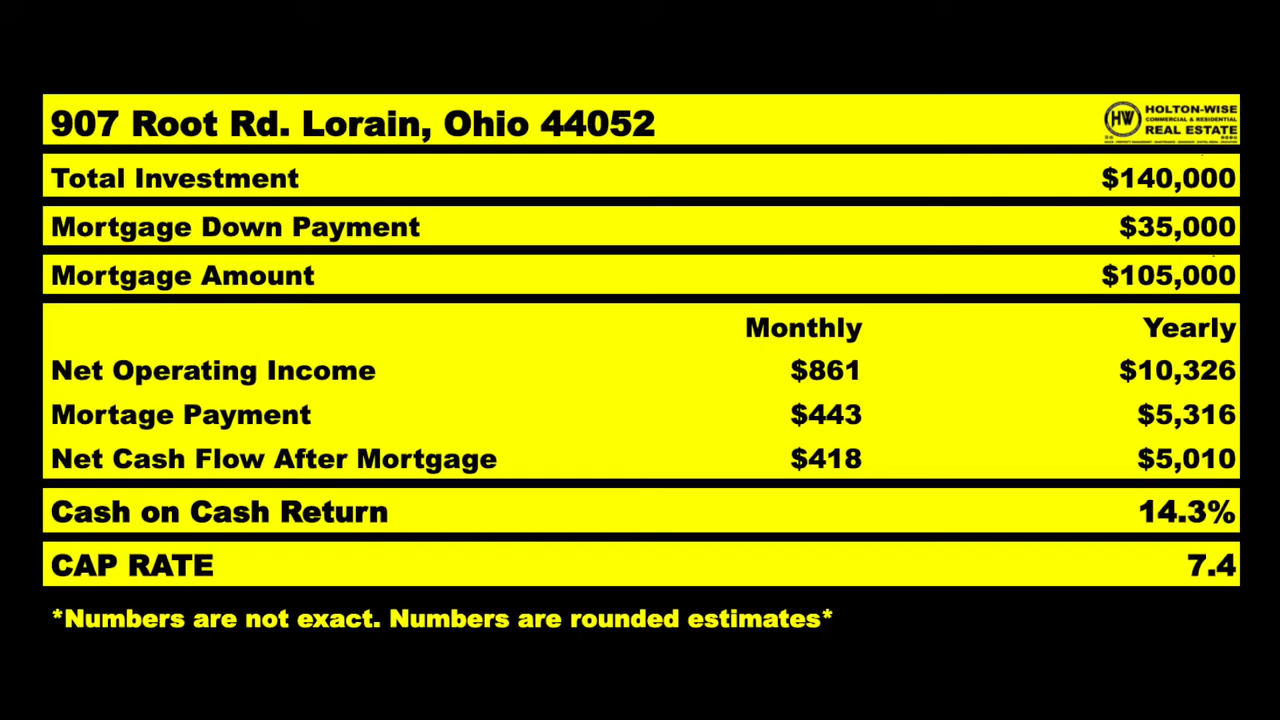 907 Root Rd. Lorain, Ohio 44052
HOLTON-WISE
COMMERCIAL & RESIDENTIAL
REAL ESTATE
HW
Total Investment $140,000
Mortgage Down Payment $35,000
Mortgage Amount $105,000
Monthly Yearly
Net Operating Income $861 $10,326
Mortage Payment $443 $5,316
Net Cash Flow After Mortgage $418 $5,010
Cash on Cash Return 14.3%
CAP RATE 7.4
*Numbers are not exact. Numbers are rounded estimates*